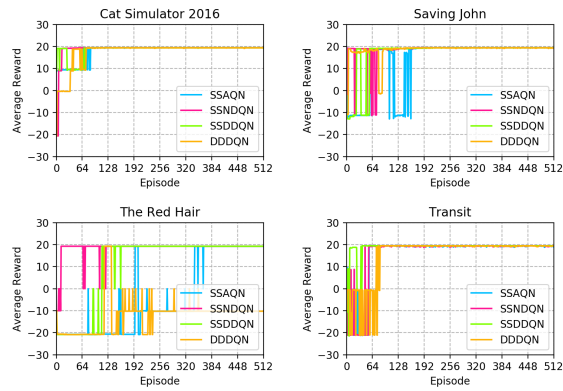 Cat Simulator 2016
30
20
10
0
−10
−20
−30
Average Reward
0 64 128 192 256 320 384 448 512
Episode
SSAQN
SSNDQN
SSDDQN
DDDQN
Saving John
30
20
10
0
−10
−20
−30
Average Reward
0 64 128 192 256 320 384 448 512
Episode
SSAQN
SSNDQN
SSDDQN
DDDQN
The Red Hair
30
20
10
0
−10
−20
−30
Average Reward
0 64 128 192 256 320 384 448 512
Episode
SSAQN
SSNDQN
SSDDQN
DDDQN
Transit
30
20
10
0
−10
−20
−30
Average Reward
0 64 128 192 256 320 384 448 512
Episode
SSAQN
SSNDQN
SSDDQN
DDDQN